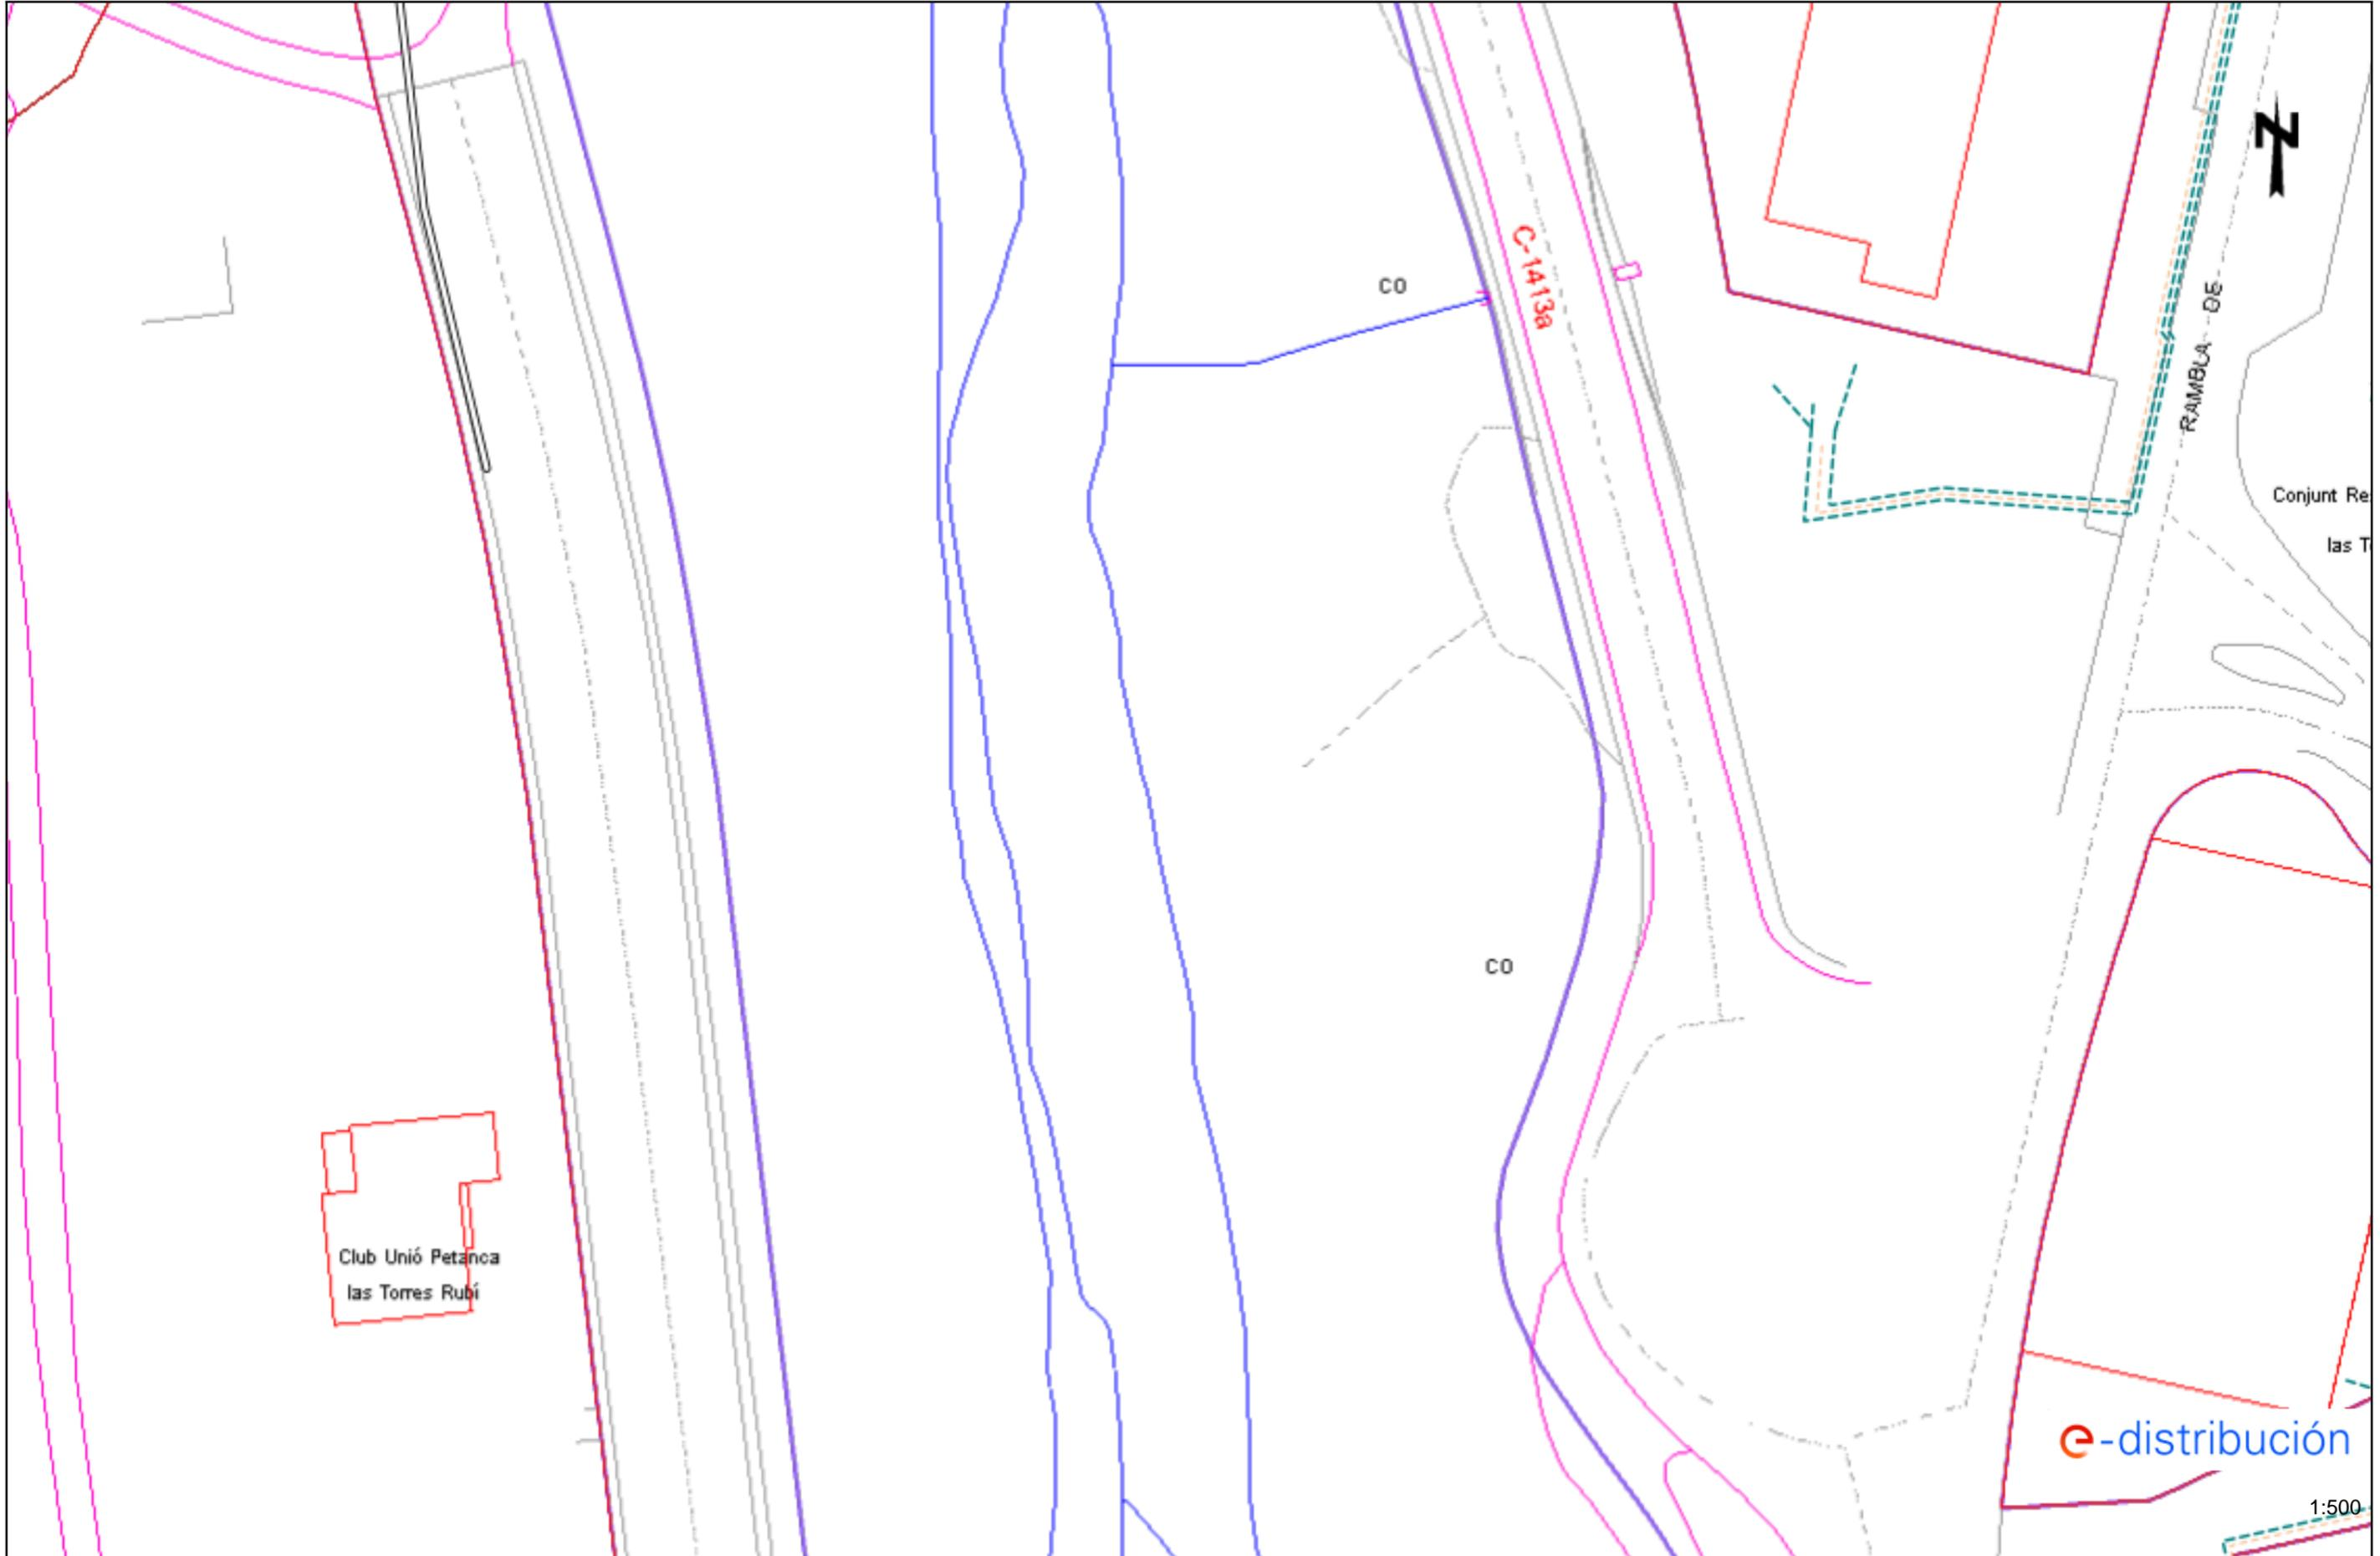 N
CO
C-1413a
RAMBLA DE
Conjunt Re
las T
CO
Club Unió Petanca
las Torres Rubí
e-distribución
1:500